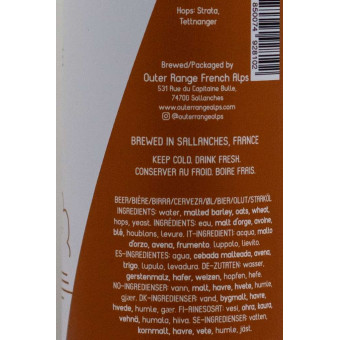 Hops: Strata,
Tettnanger
850074 928102
Brewed/Packaged by
Outer Range French Alps
531 Rue du Capitaine Bulle,
74700 Sallanches
www.outerrangealps.com
@outerrangealps
BREWED IN SALLANCHES, FRANCE
KEEP COLD. DRINK FRESH.
CONSERVER AU FROID. BOIRE FRAIS.
BEER/BIÈRE/BIRRA/CERVEZA/ØL/BIER/OLUT/STARKÖL
INGREDIENTS: water, malted barley, oats, wheat,
hops, yeast. INGRÉDIENTS: eau, malt d'orge, avoine,
blé, houblons, levure. IT-INGREDIENTI: acqua, malto
d'orzo, avena, frumento, luppolo, lievito.
ES-INGREDIENTES: agua, cebada malteada, avena,
trigo, lúpulo, levadura. DE-ZUTATEN: wasser,
gerstenmalz, hafer, weizen, hopfen, hefe.
NO-INGREDIENSER: vann, malt, havre, hvete, humle,
gjær. DK-INGREDIENSER: vand, bygmalt, havre,
hvede, humle, gær. FI-AINESOSAT: vesi, ohra, kaura,
vehnä, humala, hiiva. SE-INGREDIENSER: vatten,
kornmalt, havre, vete, humle, jäst.